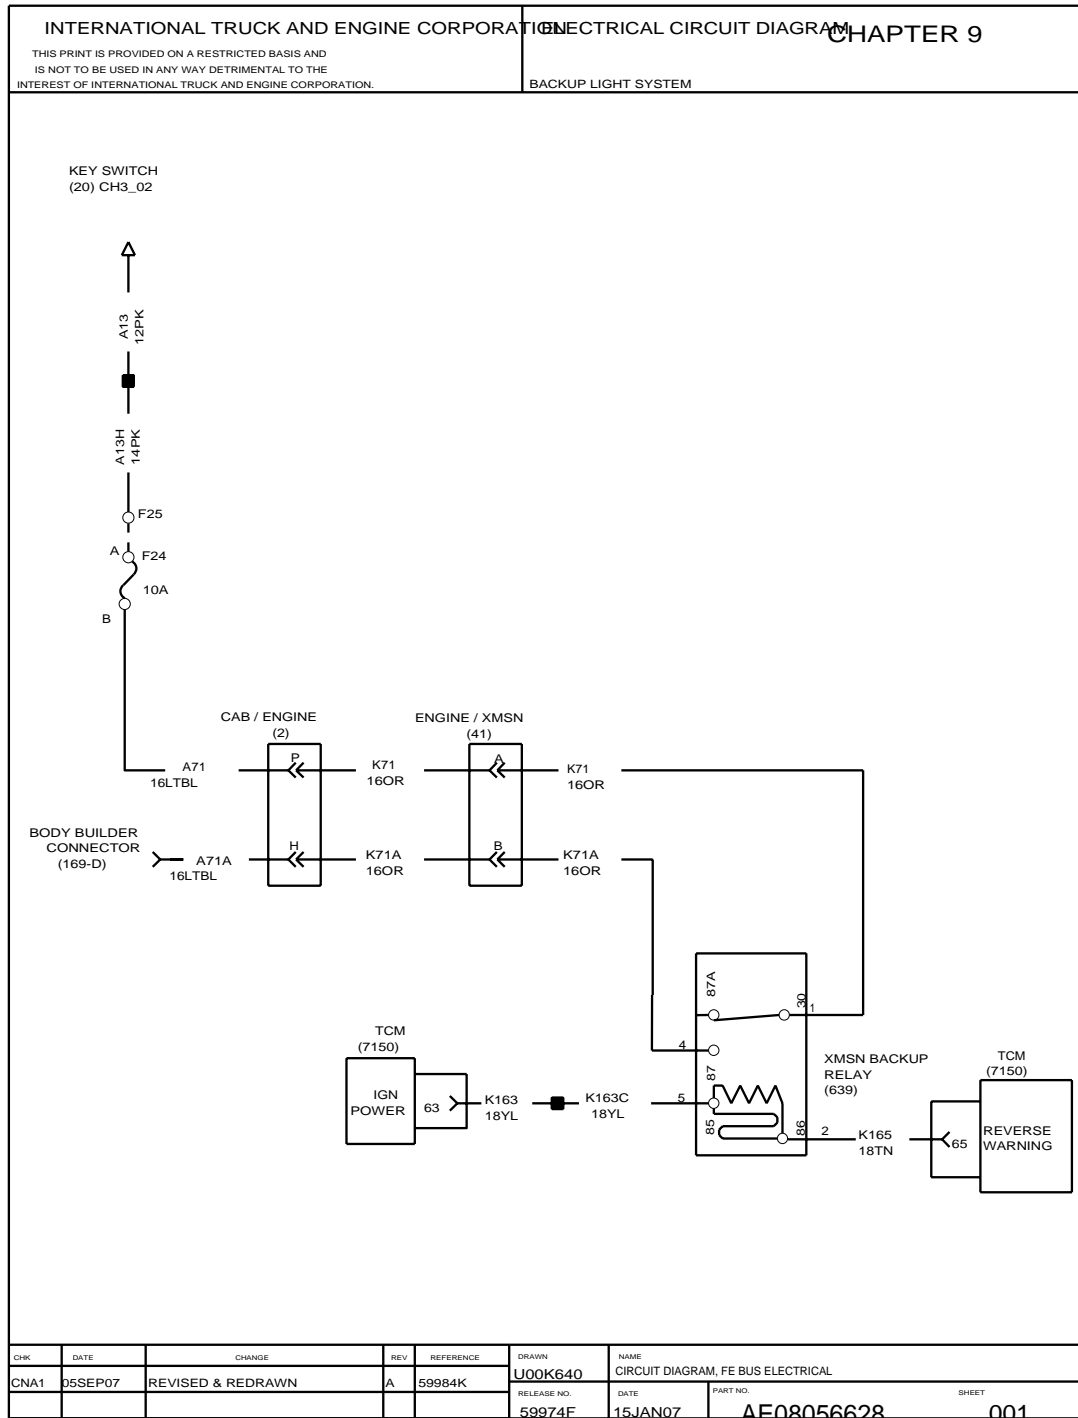 INTERNATIONAL TRUCK AND ENGINE CORPORATION
ELECTRICAL CIRCUIT DIAGRAM
CHAPTER 9
THIS PRINT IS PROVIDED ON A RESTRICTED BASIS AND
IS NOT TO BE USED IN ANY WAY DETRIMENTAL TO THE
INTEREST OF INTERNATIONAL TRUCK AND ENGINE CORPORATION.
BACKUP LIGHT SYSTEM
KEY SWITCH
(20) CH3_02
A13
12PK
A13H
14PK
F25
A
F24
10A
B
CAB / ENGINE
(2)
ENGINE / XMSN
(41)
P
A71
16LTBL
K71
16OR
A
K71
16OR
BODY BUILDER
CONNECTOR
(169-D)
A71A
16LTBL
H
K71A
16OR
B
K71A
16OR
87A
30
1
4
87
XMSN BACKUP
RELAY
(639)
TCM
(7150)
IGN
POWER
63
K163
18YL
K163C
18YL
5
85
86
2
K165
18TN
TCM
(7150)
65
REVERSE
WARNING
CHK
DATE
CHANGE
REV
REFERENCE
DRAWN
NAME
CNA1
05SEP07
REVISED & REDRAWN
A
59984K
U00K640
CIRCUIT DIAGRAM, FE BUS ELECTRICAL
RELEASE NO.
DATE
PART NO.
SHEET
59974F
15JAN07
AE08056628
001